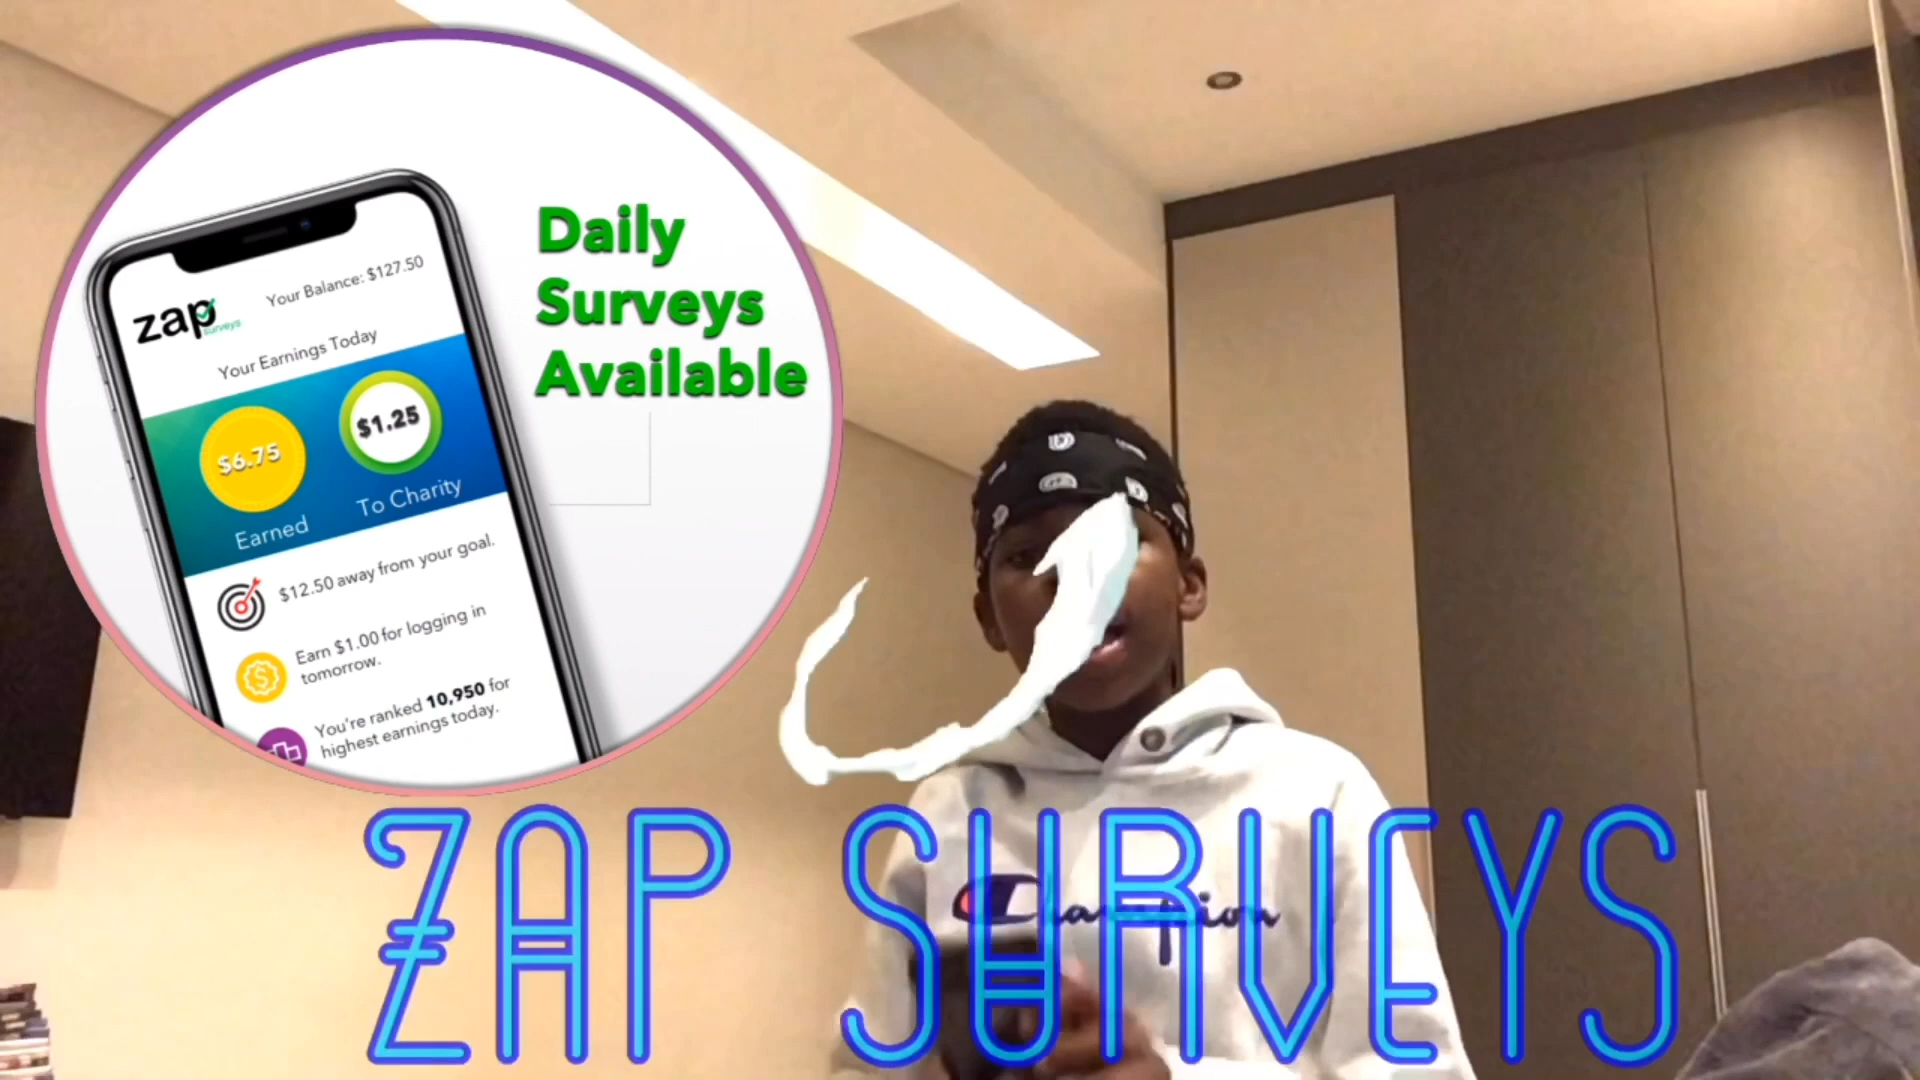 zap surveys
Your Balance: $127.50
Your Earnings Today
$6.75
$1.25
Earned
To Charity
$12.50 away from your goal.
Earn $1.00 for logging in
tomorrow.
You're ranked 10,950 for
highest earnings today.
Daily
Surveys
Available
Champion
ZAP SURVEYS